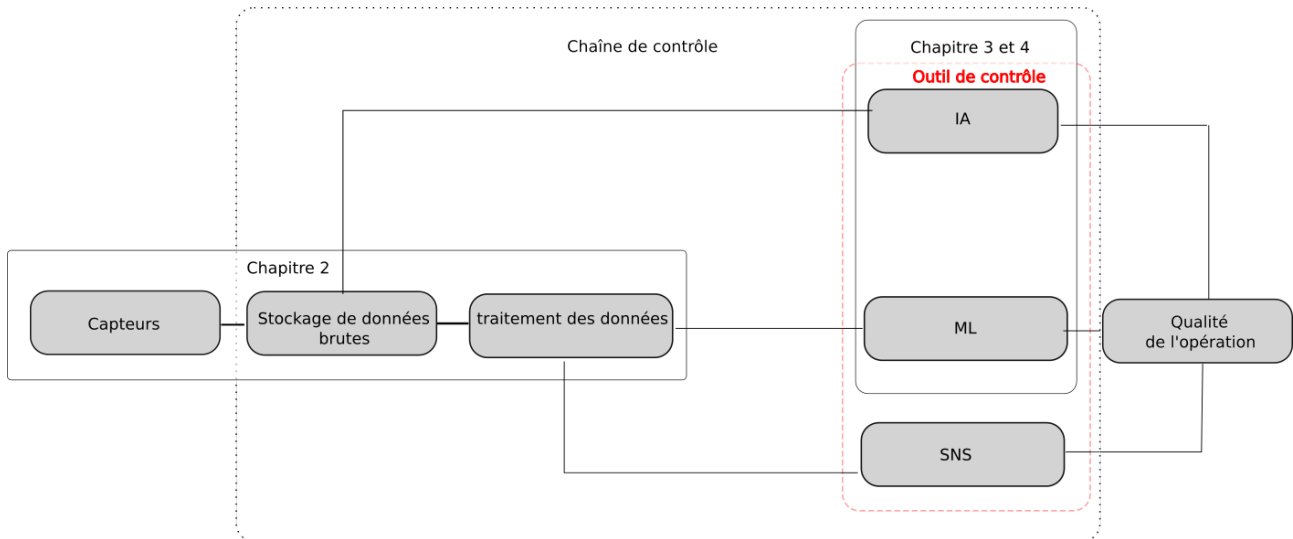 Chaîne de contrôle
Chapitre 3 et 4
Outil de contrôle
IA
Chapitre 2
Capteurs
Stockage de données
brutes
traitement des données
ML
Qualité
de l'opération
SNS